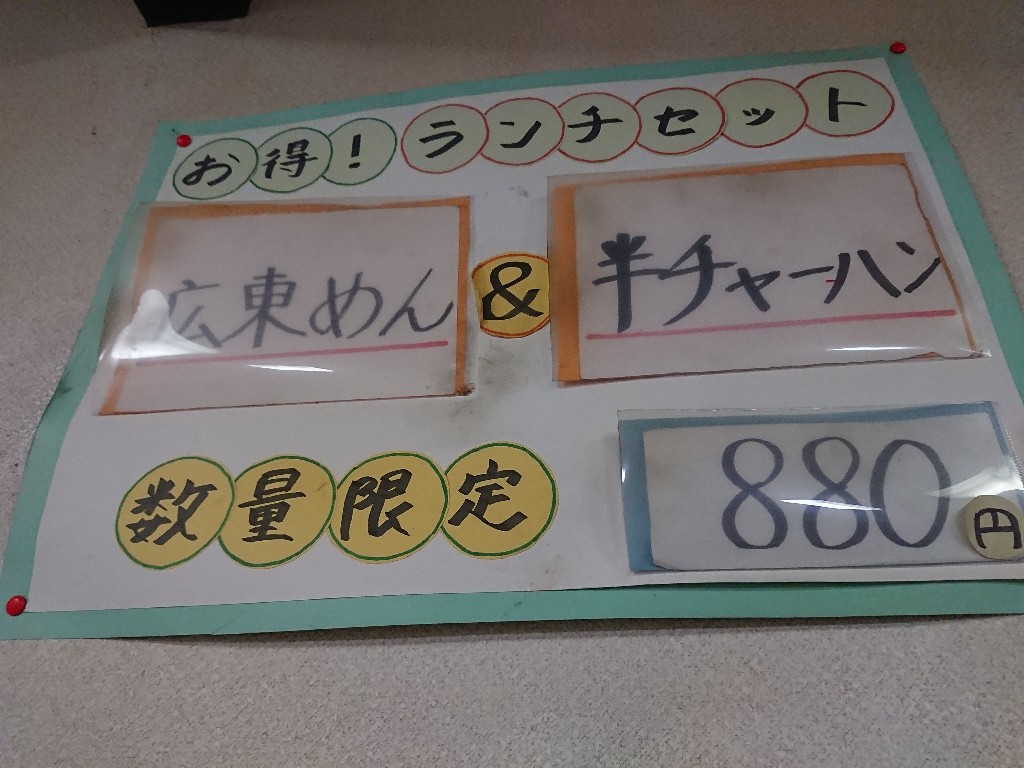 お得！ランチセット
広東めん & 半チャーハン
数量限定 880円